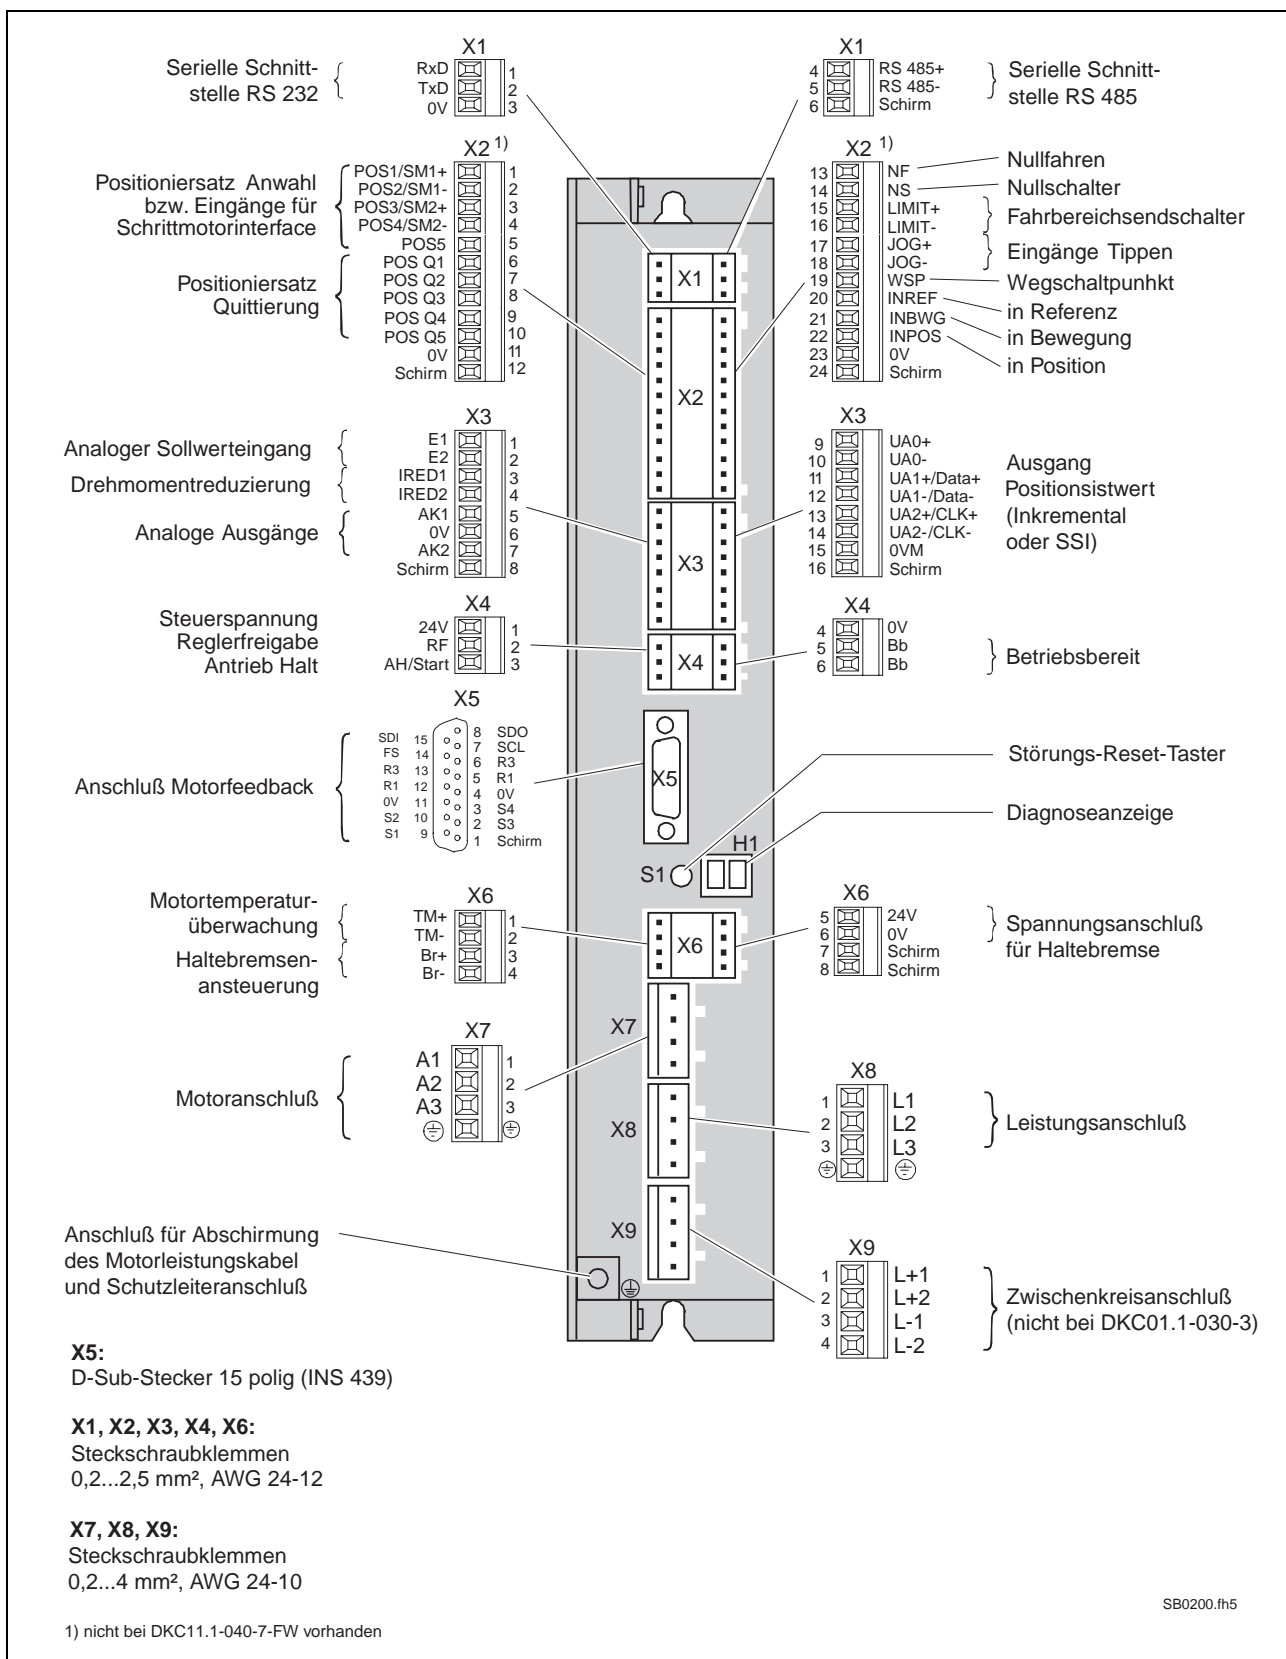 X1
Serielle Schnitt-
stelle RS 232
RxD 1
TxD 2
0V 3
X1
4 RS 485+
5 RS 485-
6 Schirm
Serielle Schnitt-
stelle RS 485
X2 1)
Positioniersatz Anwahl
bzw. Eingänge für
Schrittmotorinterface
Positioniersatz
Quittierung
POS1/SM1+ 1
POS2/SM1- 2
POS3/SM2+ 3
POS4/SM2- 4
POS5 5
POS Q1 6
POS Q2 7
POS Q3 8
POS Q4 9
POS Q5 10
0V 11
Schirm 12
X2 1)
13 NF
14 NS
15 LIMIT+
16 LIMIT-
17 JOG+
18 JOG-
19 WSP
20 INREF
21 INBWG
22 INPOS
23 0V
24 Schirm
Nullfahren
Nullschalter
Fahrbereichsendschalter
Eingänge Tippen
Wegschaltpunhkt
in Referenz
in Bewegung
in Position
X3
Analoger Sollwerteingang
Drehmomentreduzierung
Analoge Ausgänge
E1 1
E2 2
IRED1 3
IRED2 4
AK1 5
0V 6
AK2 7
Schirm 8
X3
9 UA0+
10 UA0-
11 UA1+/Data+
12 UA1-/Data-
13 UA2+/CLK+
14 UA2-/CLK-
15 0VM
16 Schirm
Ausgang
Positionsistwert
(Inkremental
oder SSI)
X4
Steuerspannung
Reglerfreigabe
Antrieb Halt
24V 1
RF 2
AH/Start 3
X4
4 0V
5 Bb
6 Bb
Betriebsbereit
X5
Anschluß Motorfeedback
SDI 15
FS 14
R3 13
R1 12
0V 11
S2 10
S1 9
8 SDO
7 SCL
6 R3
5 R1
4 0V
3 S4
2 S3
1 Schirm
X1
X2
X3
X4
X5
H1
S1
X6
X7
X8
X9
Störungs-Reset-Taster
Diagnoseanzeige
X6
Motortemperatur-
überwachung
Haltebremsen-
ansteuerung
TM+ 1
TM- 2
Br+ 3
Br- 4
X6
5 24V
6 0V
7 Schirm
8 Schirm
Spannungsanschluß
für Haltebremse
X7
Motoranschluß
A1 1
A2 2
A3 3
X8
1 L1
2 L2
3 L3
Leistungsanschluß
Anschluß für Abschirmung
des Motorleistungskabel
und Schutzleiteranschluß
X9
1 L+1
2 L+2
3 L-1
4 L-2
Zwischenkreisanschluß
(nicht bei DKC01.1-030-3)
X5:
D-Sub-Stecker 15 polig (INS 439)
X1, X2, X3, X4, X6:
Steckschraubklemmen
0,2...2,5 mm², AWG 24-12
X7, X8, X9:
Steckschraubklemmen
0,2...4 mm², AWG 24-10
1) nicht bei DKC11.1-040-7-FW vorhanden
SB0200.fh5